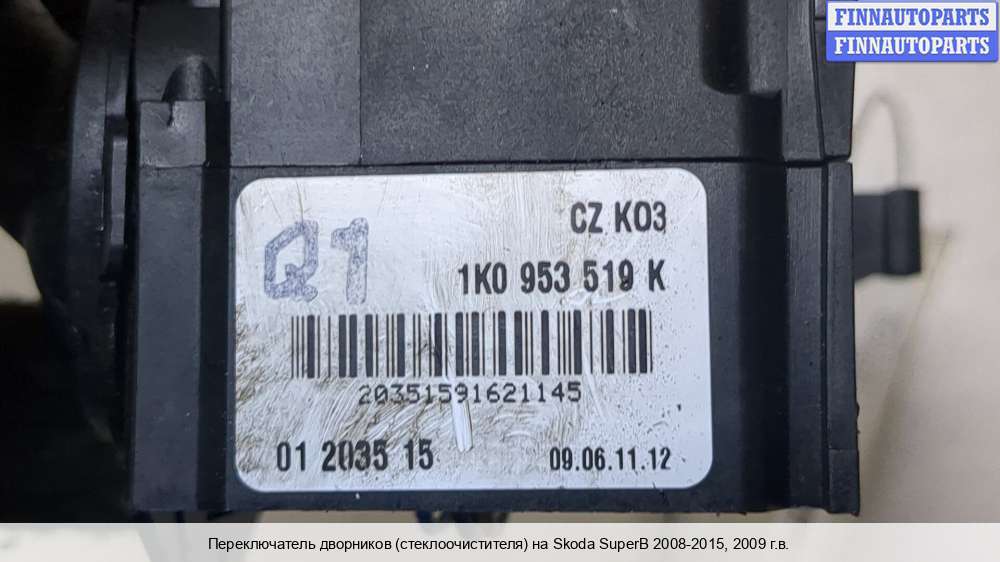 FINNAUTOPARTS
FINNAUTOPARTS
Q1
CZ K03
1K0 953 519 K
20351591621145
01 2035 15
09.06.11.12
Переключатель дворников (стеклоочистителя) на Skoda SuperB 2008-2015, 2009 г.в.